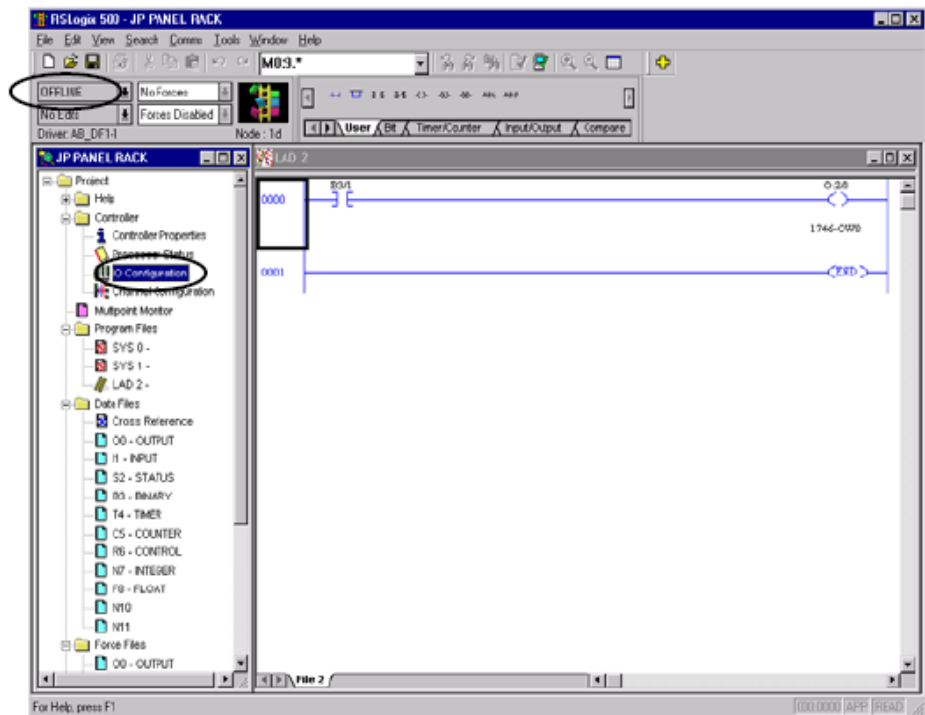 RSLogix 500 - JP PANEL RACK
File Edit View Search Comms Tools Window Help
M0:3.*
OFFLINE No Forces
No Edits Forces Disabled
Driver: AB_DF1-1 Node: 1d
User Bit Timer/Counter Input/Output Compare
JP PANEL RACK
LAD 2
Project
Help
Controller
Controller Properties
Processor Status
IO Configuration
Channel Configuration
Multipoint Monitor
Program Files
SYS 0 -
SYS 1 -
LAD 2 -
Data Files
Cross Reference
O0 - OUTPUT
I1 - INPUT
S2 - STATUS
B3 - BINARY
T4 - TIMER
C5 - COUNTER
R6 - CONTROL
N7 - INTEGER
F8 - FLOAT
N10
N11
Force Files
O0 - OUTPUT
0000
0001
END
File 2
For Help, press F1
000:0000 APP READ